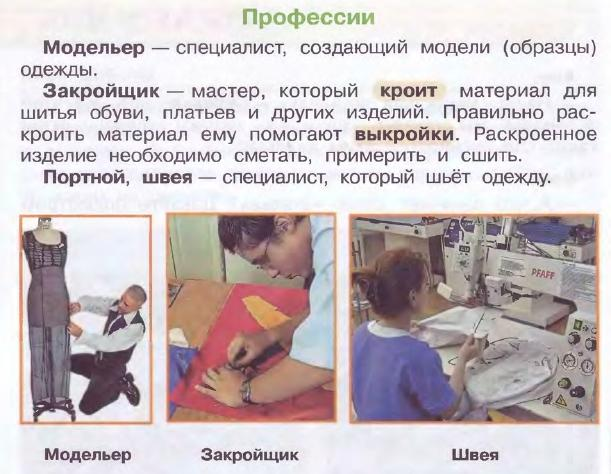 Профессии
Модельер — специалист, создающий модели (образцы)
одежды.
Закройщик — мастер, который кроит материал для
шитья обуви, платьев и других изделий. Правильно рас-
кроить материал ему помогают выкройки. Раскроенное
изделие необходимо сметать, примерить и сшить.
Портной, швея — специалист, который шьёт одежду.
PFAFF
Модельер
Закройщик
Швея